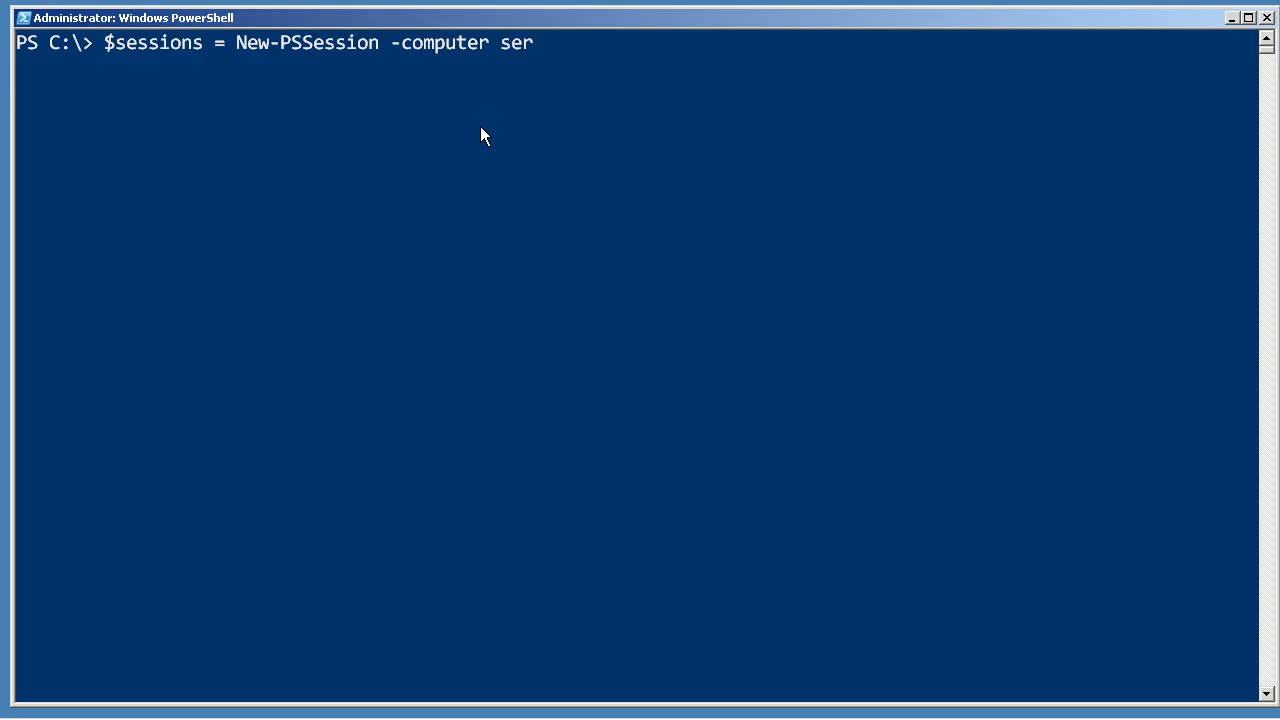 Administrator: Windows PowerShell
PS C:\> $sessions = New-PSSession -computer ser